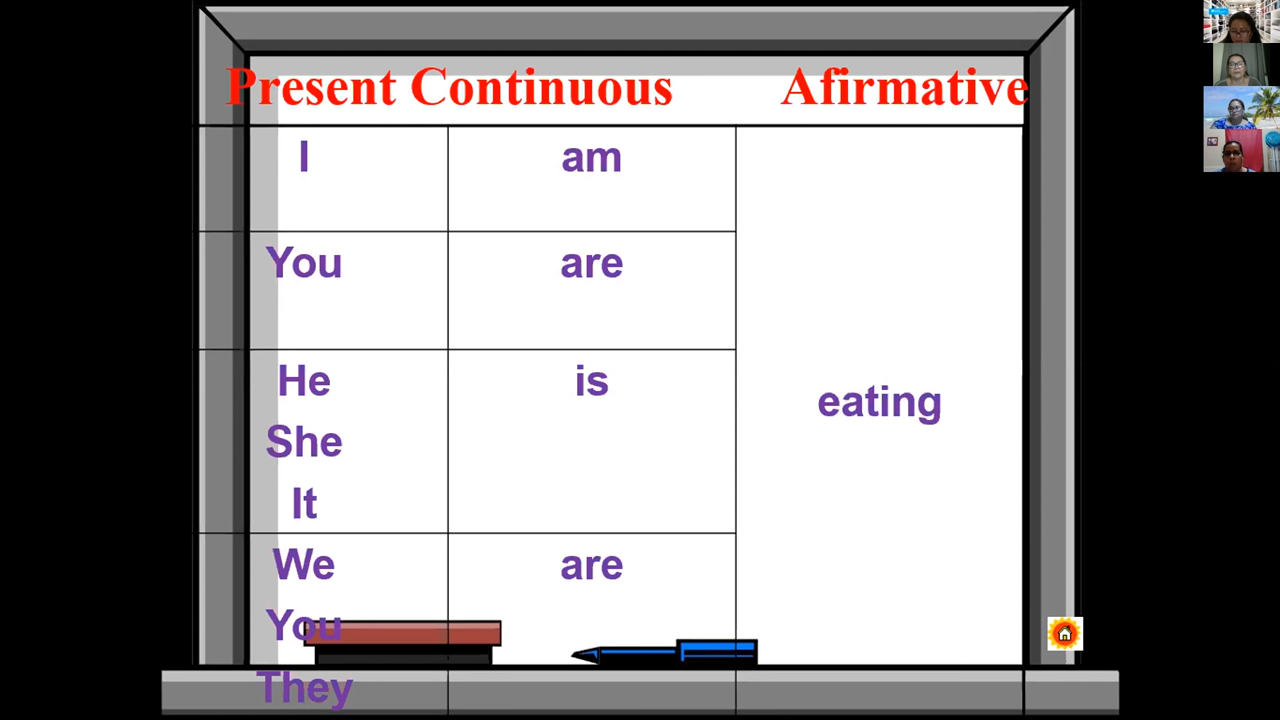 Present Continuous Afirmative
I am
You are
He is
She
It
eating
We are
You
They